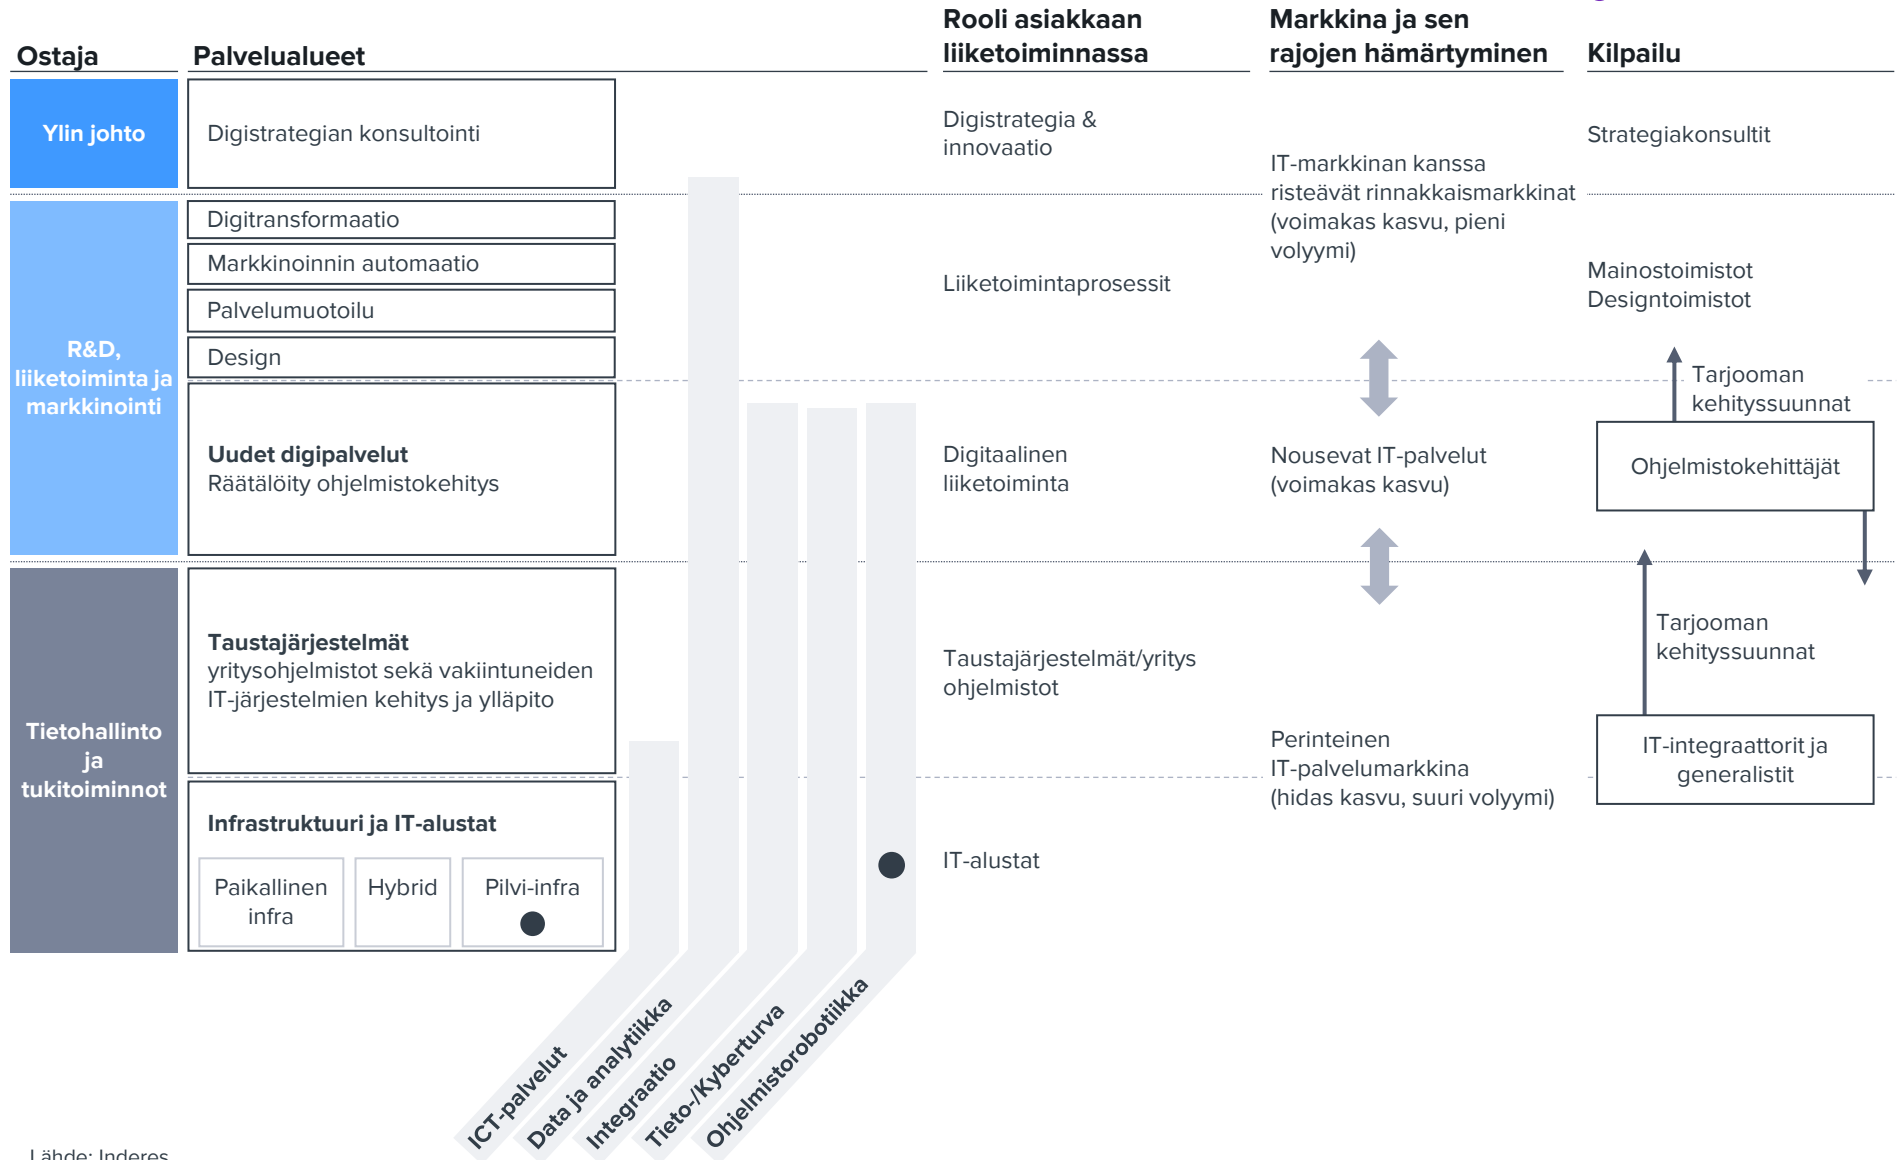 Ostaja
Palvelualueet
Rooli asiakkaan
liiketoiminnassa
Markkina ja sen
rajojen hämärtyminen
Kilpailu
Ylin johto
Digistrategian konsultointi
Digistrategia &
innovaatio
IT-markkinan kanssa
risteävät rinnakkaismarkkinat
(voimakas kasvu, pieni
volyymi)
Strategiakonsultit
R&D,
liiketoiminta ja
markkinointi
Digitransformaatio
Markkinoinnin automaatio
Palvelumuotoilu
Design
Liiketoimintaprosessit
Mainostoimistot
Designtoimistot
Tarjooman
kehityssuunnat
Uudet digipalvelut
Räätälöity ohjelmistokehitys
Digitaalinen
liiketoiminta
Nousevat IT-palvelut
(voimakas kasvu)
Ohjelmistokehittäjät
Tietohallinto
ja
tukitoiminnot
Taustajärjestelmät
yritysohjelmistot sekä vakiintuneiden
IT-järjestelmien kehitys ja ylläpito
Taustajärjestelmät/yritys
ohjelmistot
Tarjooman
kehityssuunnat
Perinteinen
IT-palvelumarkkina
(hidas kasvu, suuri volyymi)
IT-integraattorit ja
generalistit
Infrastruktuuri ja IT-alustat
Paikallinen
infra
Hybrid
Pilvi-infra
IT-alustat
ICT-palvelut
Data ja analytiikka
Integraatio
Tieto-/Kyberturva
Ohjelmistorobotiikka
Lähde: Inderes